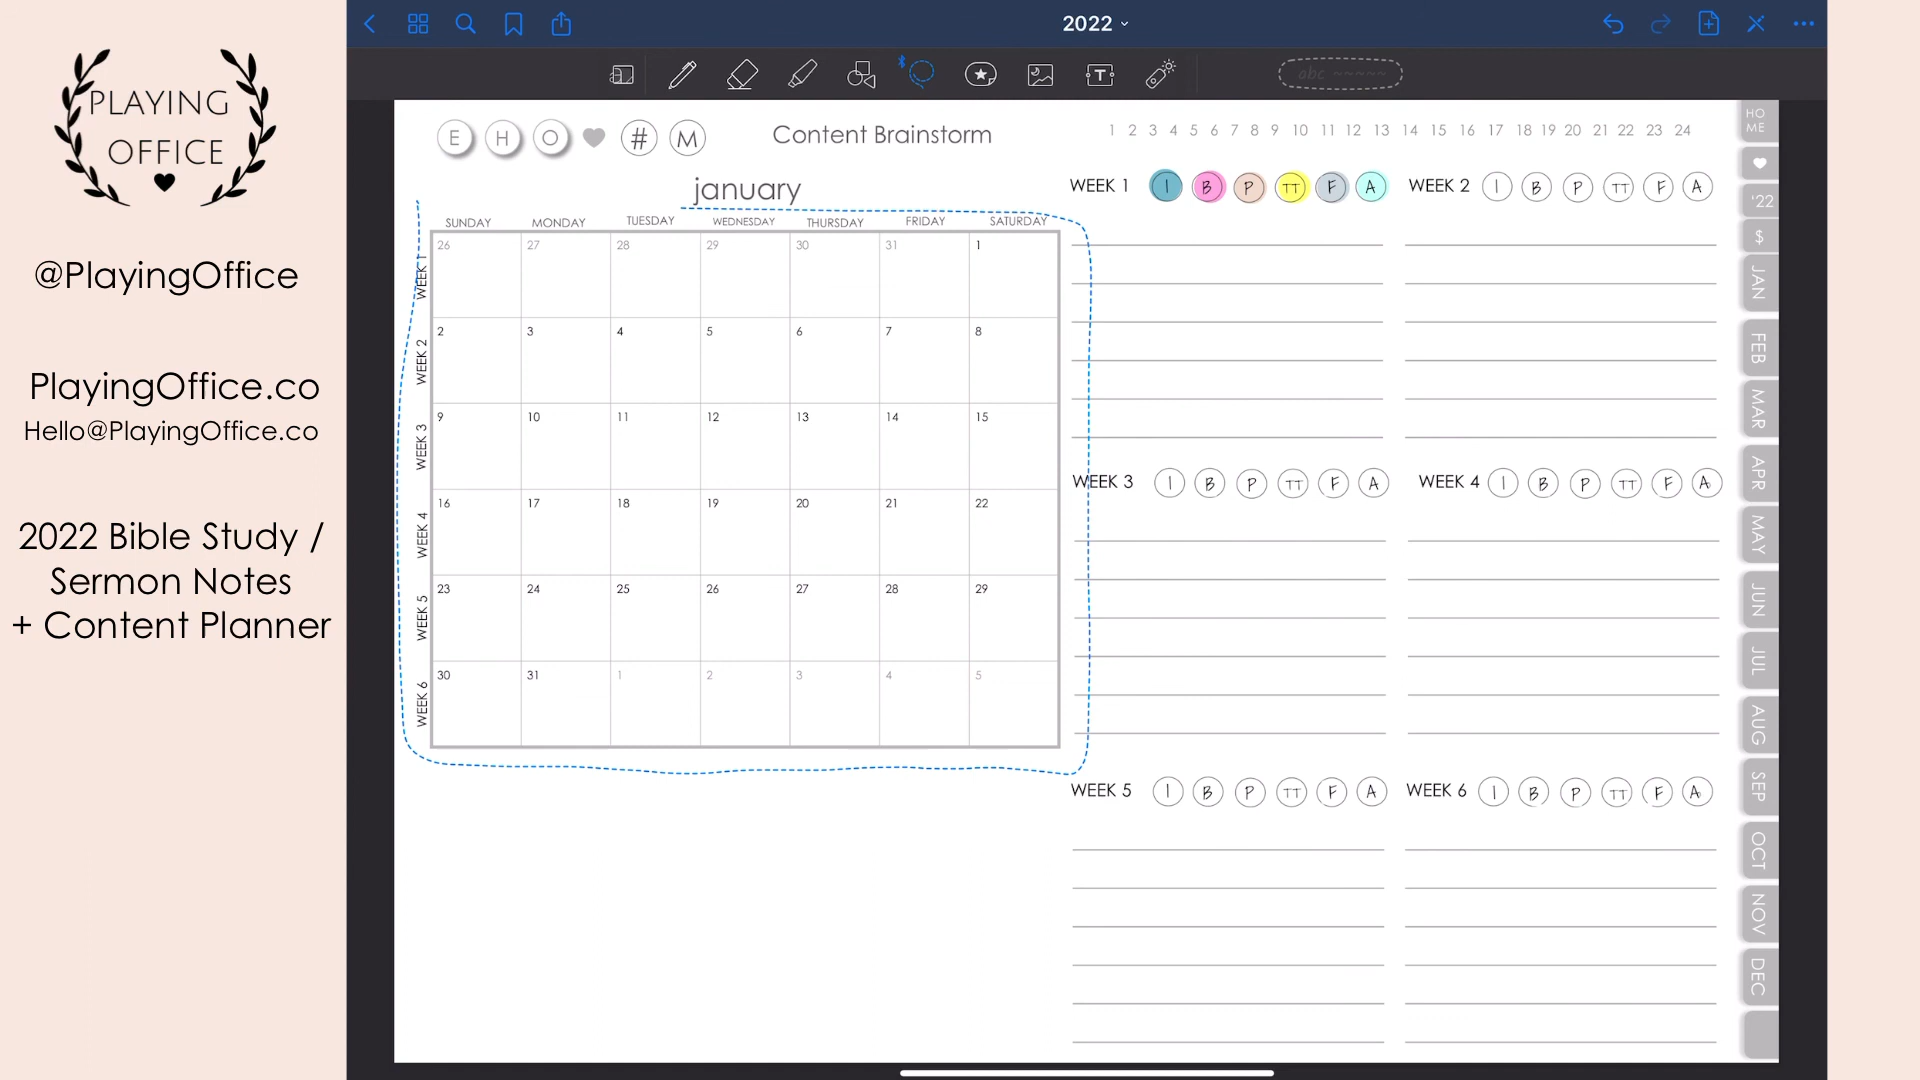 PLAYING
OFFICE
@PlayingOffice
PlayingOffice.co
Hello@PlayingOffice.co
2022 Bible Study /
Sermon Notes
+ Content Planner
2022
T
abc
E H O # M
Content Brainstorm
1 2 3 4 5 6 7 8 9 10 11 12 13 14 15 16 17 18 19 20 21 22 23 24
january
SUNDAY MONDAY TUESDAY WEDNESDAY THURSDAY FRIDAY SATURDAY
WEEK 1 26 27 28 29 30 31 1
WEEK 2 2 3 4 5 6 7 8
WEEK 3 9 10 11 12 13 14 15
WEEK 4 16 17 18 19 20 21 22
WEEK 5 23 24 25 26 27 28 29
WEEK 6 30 31 1 2 3 4 5
WEEK 1 I B P TT F A
WEEK 2 I B P TT F A
WEEK 3 I B P TT F A
WEEK 4 I B P TT F A
WEEK 5 I B P TT F A
WEEK 6 I B P TT F A
HO
ME
'22
$
JAN
FEB
MAR
APR
MAY
JUN
JUL
AUG
SEP
OCT
NOV
DEC